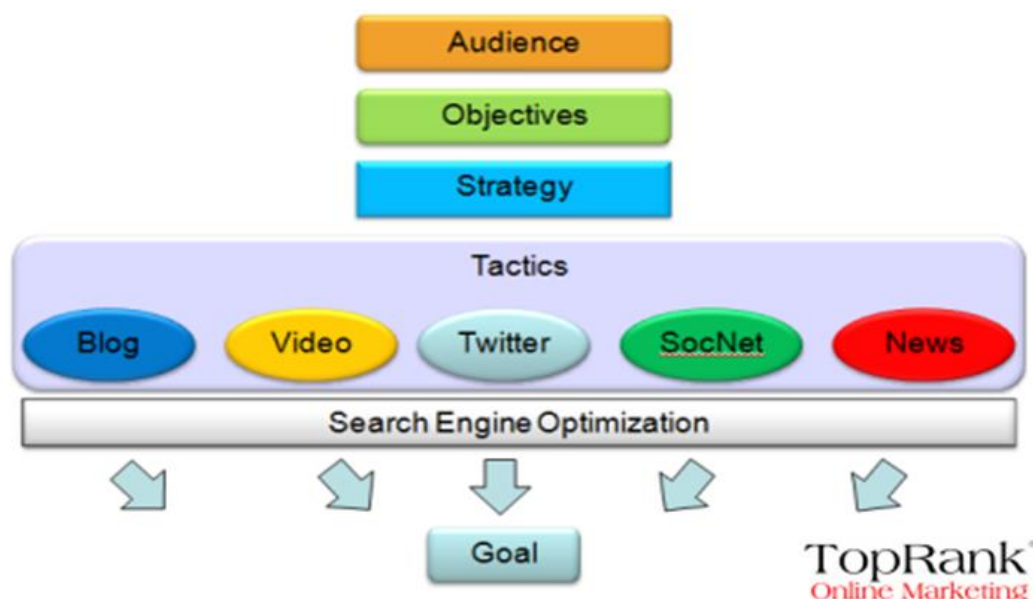 Audience
Objectives
Strategy
Tactics
Blog
Video
Twitter
SocNet
News
Search Engine Optimization
Goal
TopRank
Online Marketing